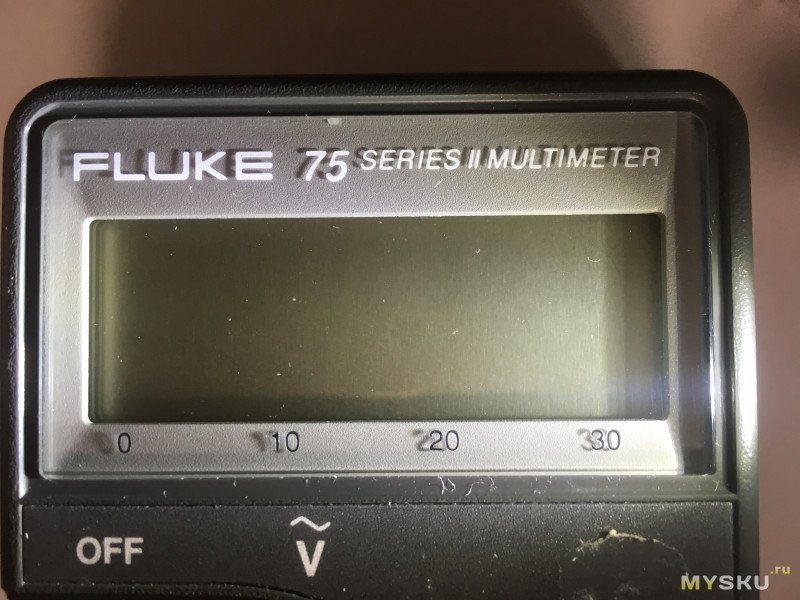 FLUKE 75 SERIES II MULTIMETER
0 10 20 30
OFF Ṽ
MYSKU.ru